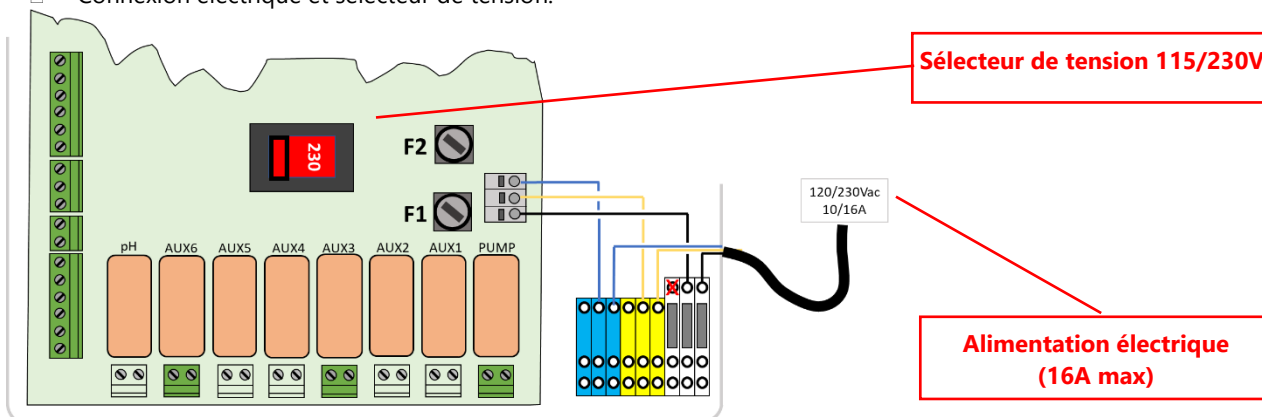 Connexion électrique et sélecteur de tension.
Sélecteur de tension 115/230V
230
F2
F1
120/230Vac
10/16A
pH AUX6 AUX5 AUX4 AUX3 AUX2 AUX1 PUMP
Alimentation électrique
(16A max)